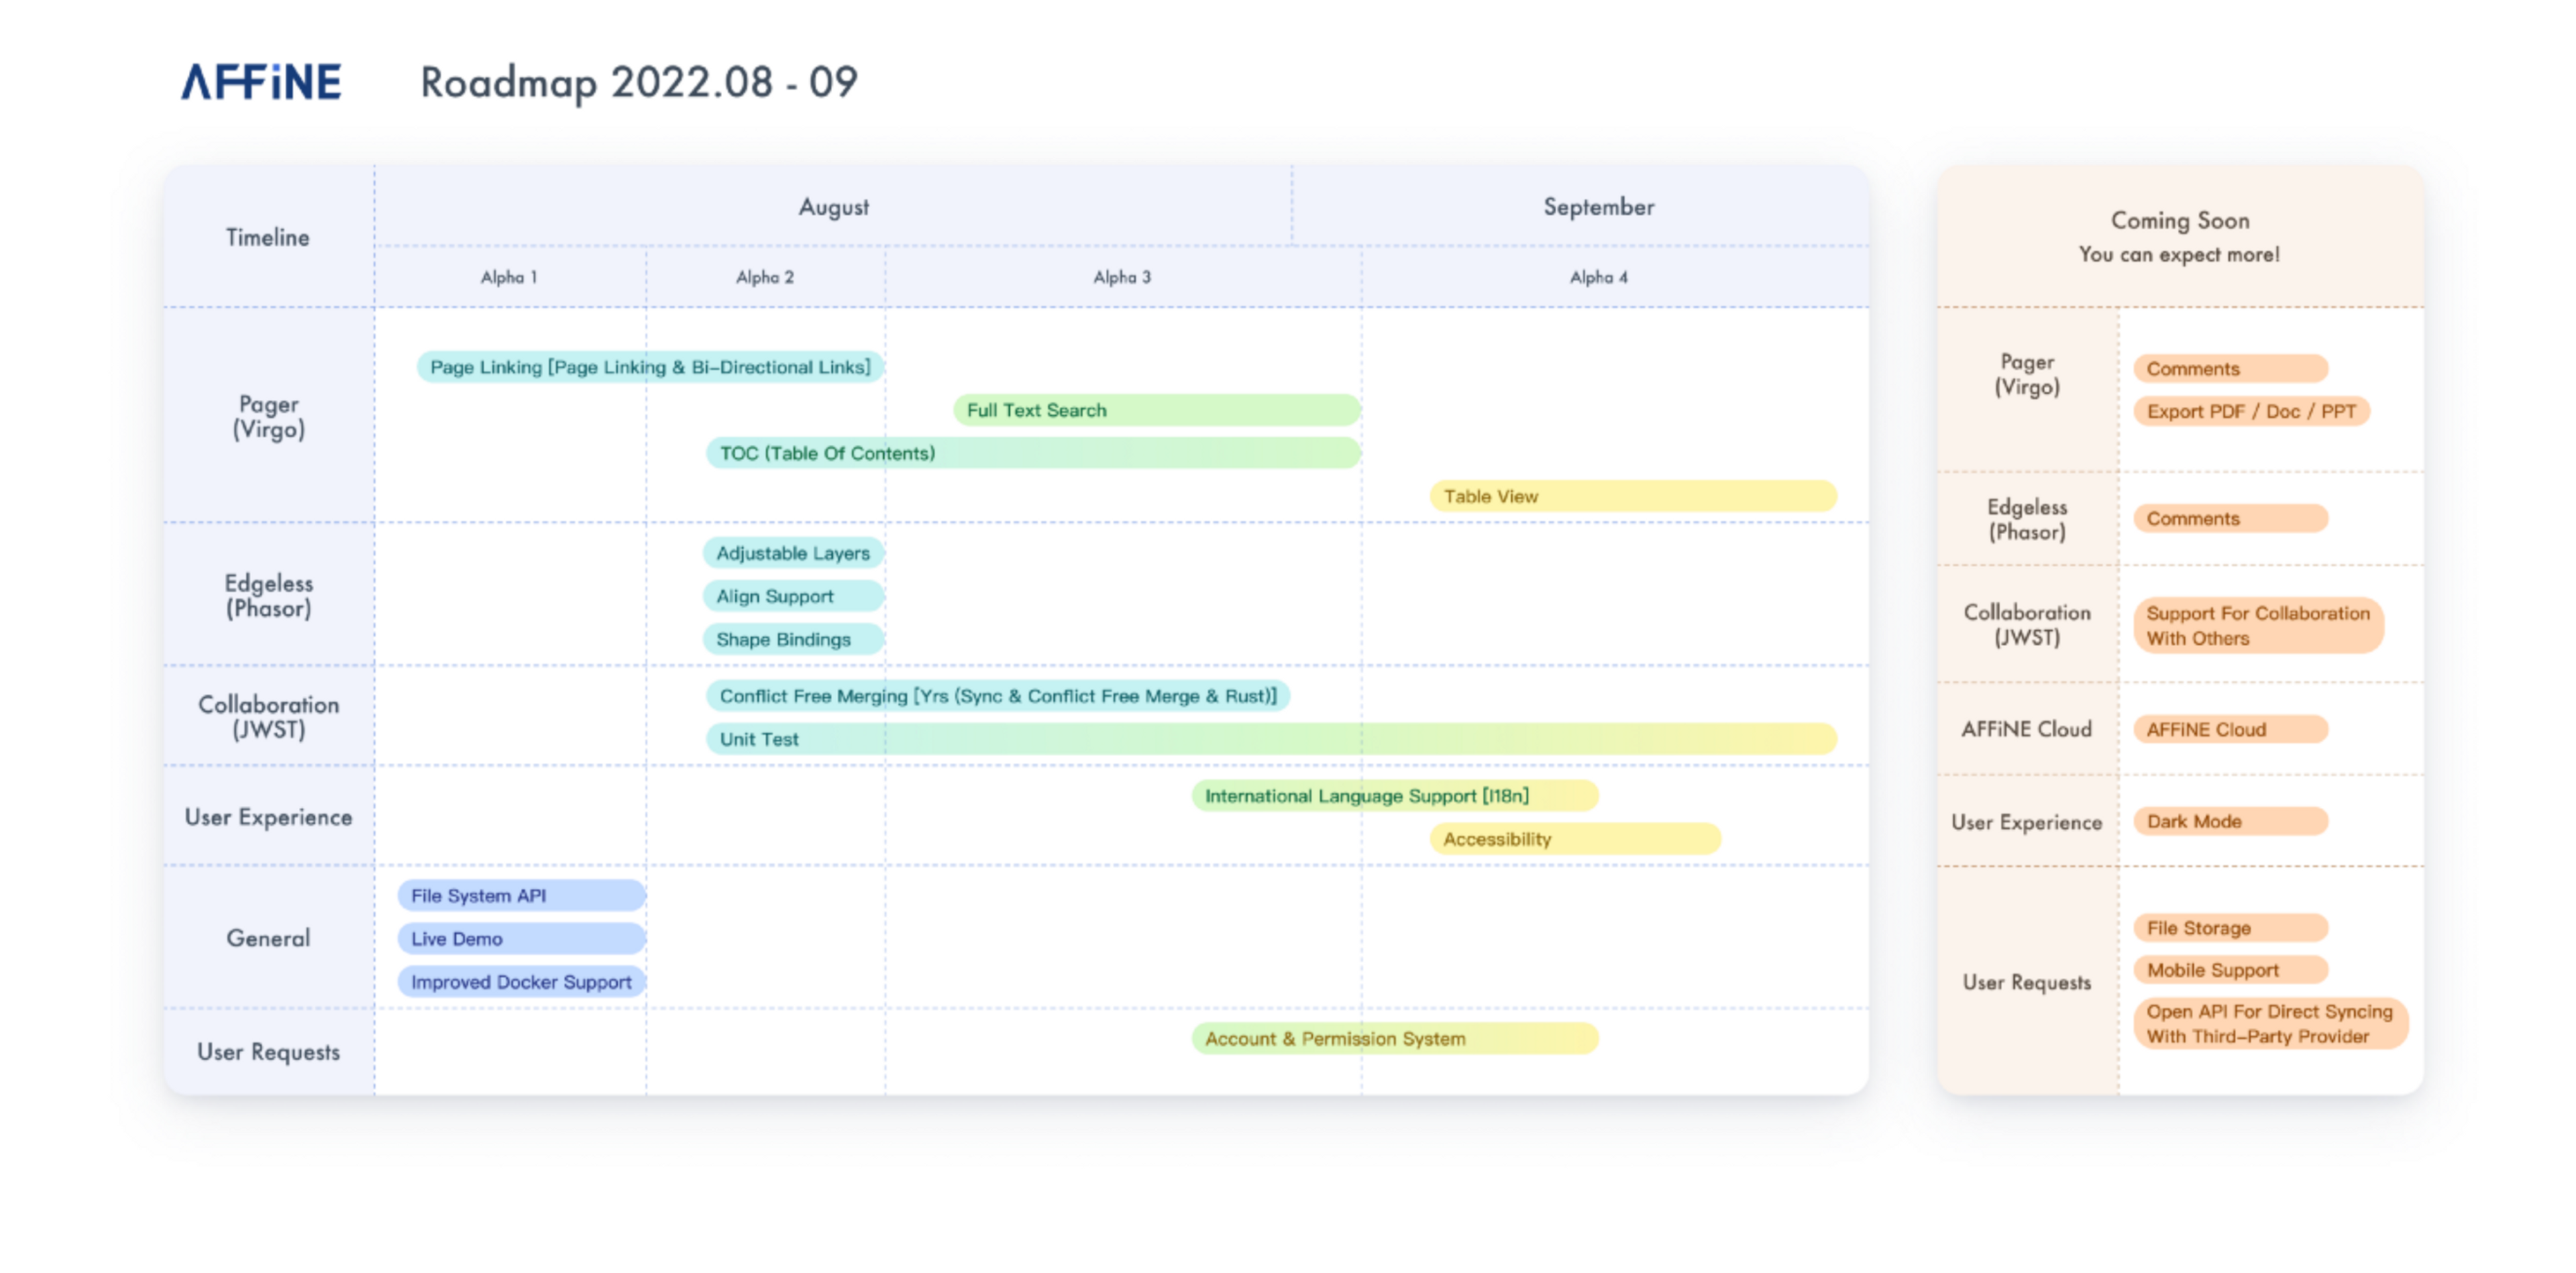 AFFiNE
Roadmap 2022.08 - 09
Timeline
August
September
Alpha 1
Alpha 2
Alpha 3
Alpha 4
Pager
(Virgo)
Page Linking [Page Linking & Bi-Directional Links]
Full Text Search
TOC (Table Of Contents)
Table View
Edgeless
(Phasor)
Adjustable Layers
Align Support
Shape Bindings
Collaboration
(JWST)
Conflict Free Merging [Yrs (Sync & Conflict Free Merge & Rust)]
Unit Test
User Experience
International Language Support [I18n]
Accessibility
General
File System API
Live Demo
Improved Docker Support
User Requests
Account & Permission System
Coming Soon
You can expect more!
Pager
(Virgo)
Comments
Export PDF / Doc / PPT
Edgeless
(Phasor)
Comments
Collaboration
(JWST)
Support For Collaboration
With Others
AFFiNE Cloud
AFFiNE Cloud
User Experience
Dark Mode
User Requests
File Storage
Mobile Support
Open API For Direct Syncing
With Third-Party Provider